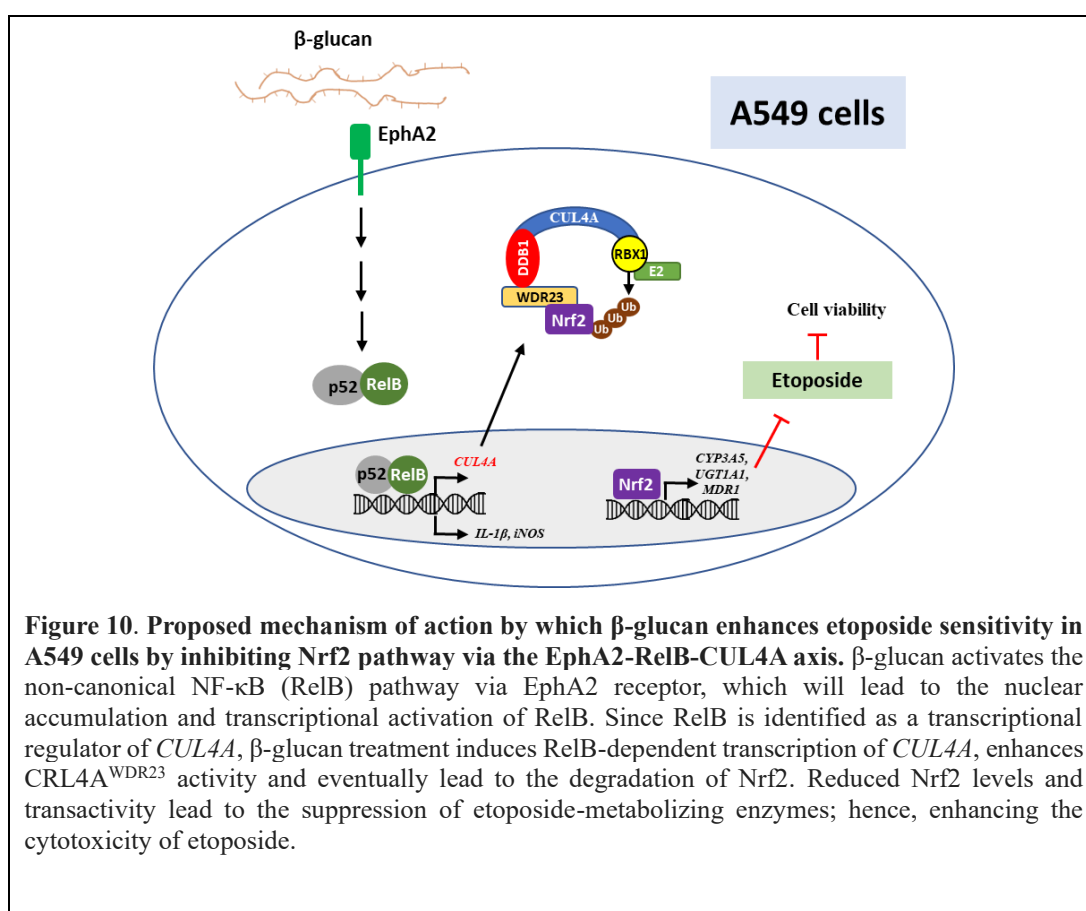 β-glucan
EphA2
A549 cells
CUL4A
DDB1
RBX1
E2
WDR23
Nrf2
Ub
Ub
Ub
Cell viability
Etoposide
p52
RelB
p52
RelB
CUL4A
IL-1β, iNOS
Nrf2
CYP3A5,
UGT1A1,
MDR1
Figure 10. Proposed mechanism of action by which β-glucan enhances etoposide sensitivity in
A549 cells by inhibiting Nrf2 pathway via the EphA2-RelB-CUL4A axis. β-glucan activates the
non-canonical NF-κB (RelB) pathway via EphA2 receptor, which will lead to the nuclear
accumulation and transcriptional activation of RelB. Since RelB is identified as a transcriptional
regulator of CUL4A, β-glucan treatment induces RelB-dependent transcription of CUL4A, enhances
CRL4A^WDR23 activity and eventually lead to the degradation of Nrf2. Reduced Nrf2 levels and
transactivity lead to the suppression of etoposide-metabolizing enzymes; hence, enhancing the
cytotoxicity of etoposide.